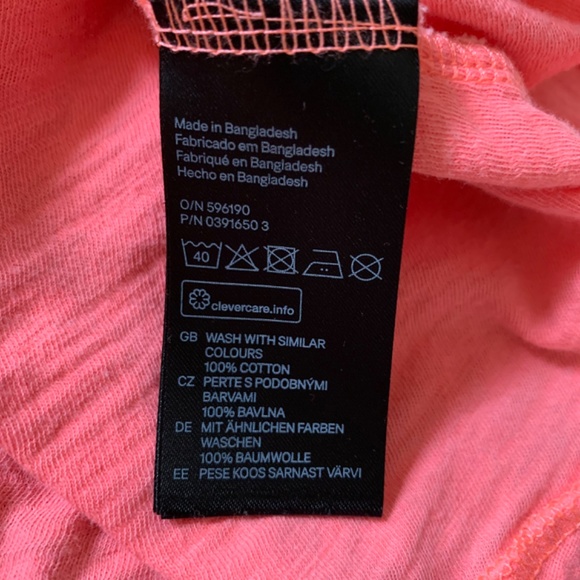 Made in Bangladesh
Fabricado em Bangladesh
Fabriqué en Bangladesh
Hecho en Bangladesh
O/N 596190
P/N 0391650 3
40
clevercare.info
GB WASH WITH SIMILAR
COLOURS
100% COTTON
CZ PERTE S PODOBNÝMI
BARVAMI
100% BAVLNA
DE MIT ÄHNLICHEN FARBEN
WASCHEN
100% BAUMWOLLE
EE PESE KOOS SARNAST VÄRVI